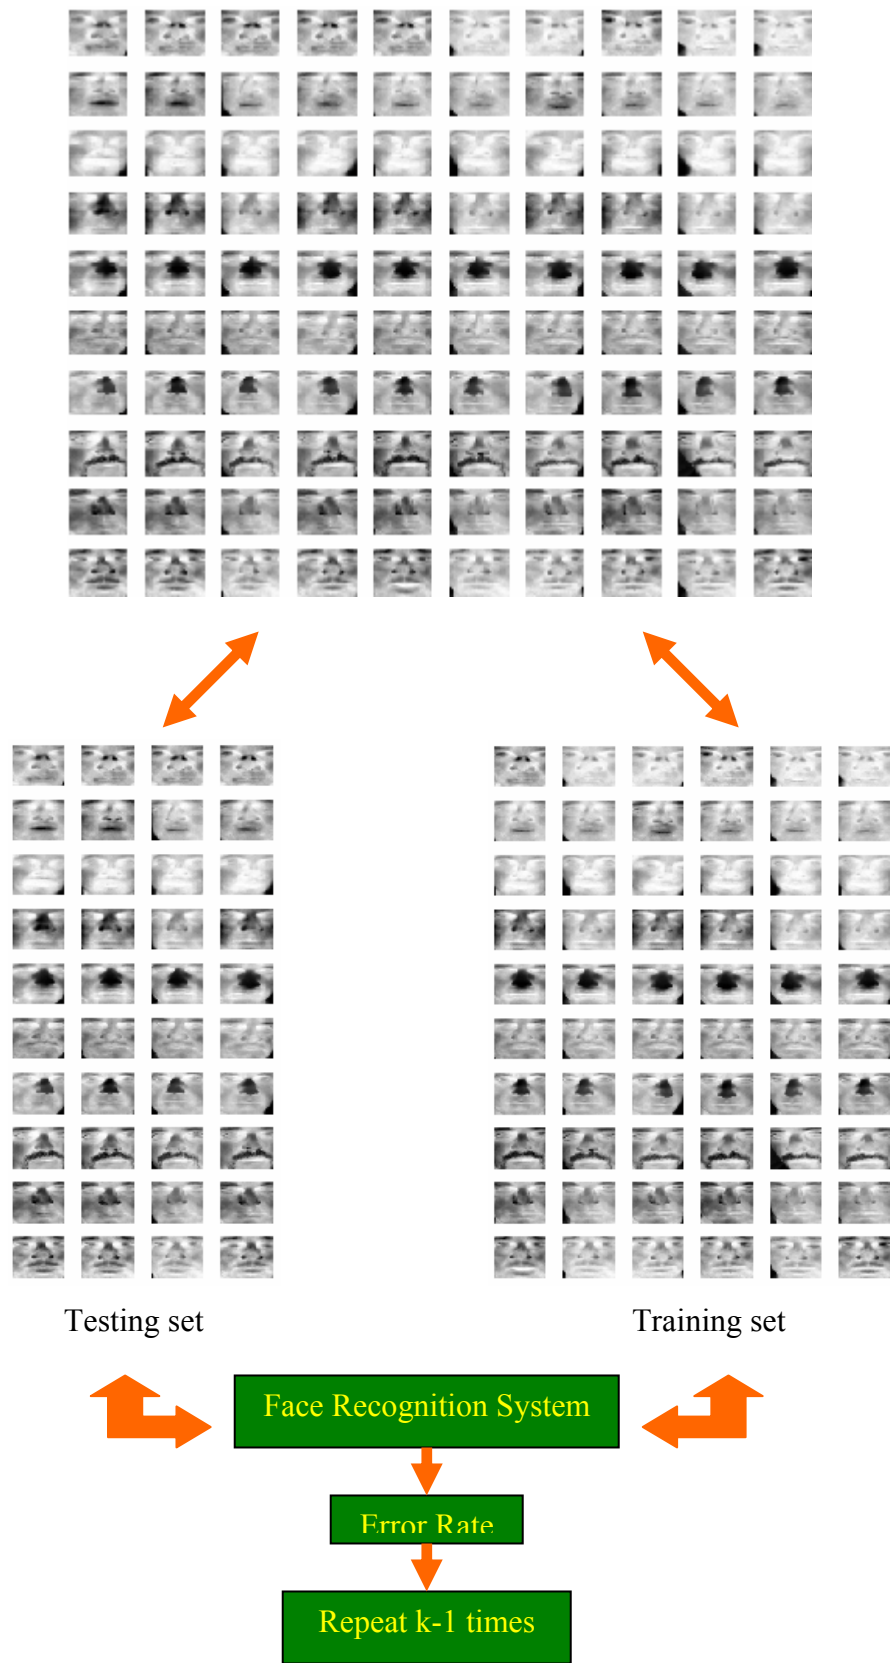 Testing set
Training set
Face Recognition System
Error Rate
Repeat k-1 times